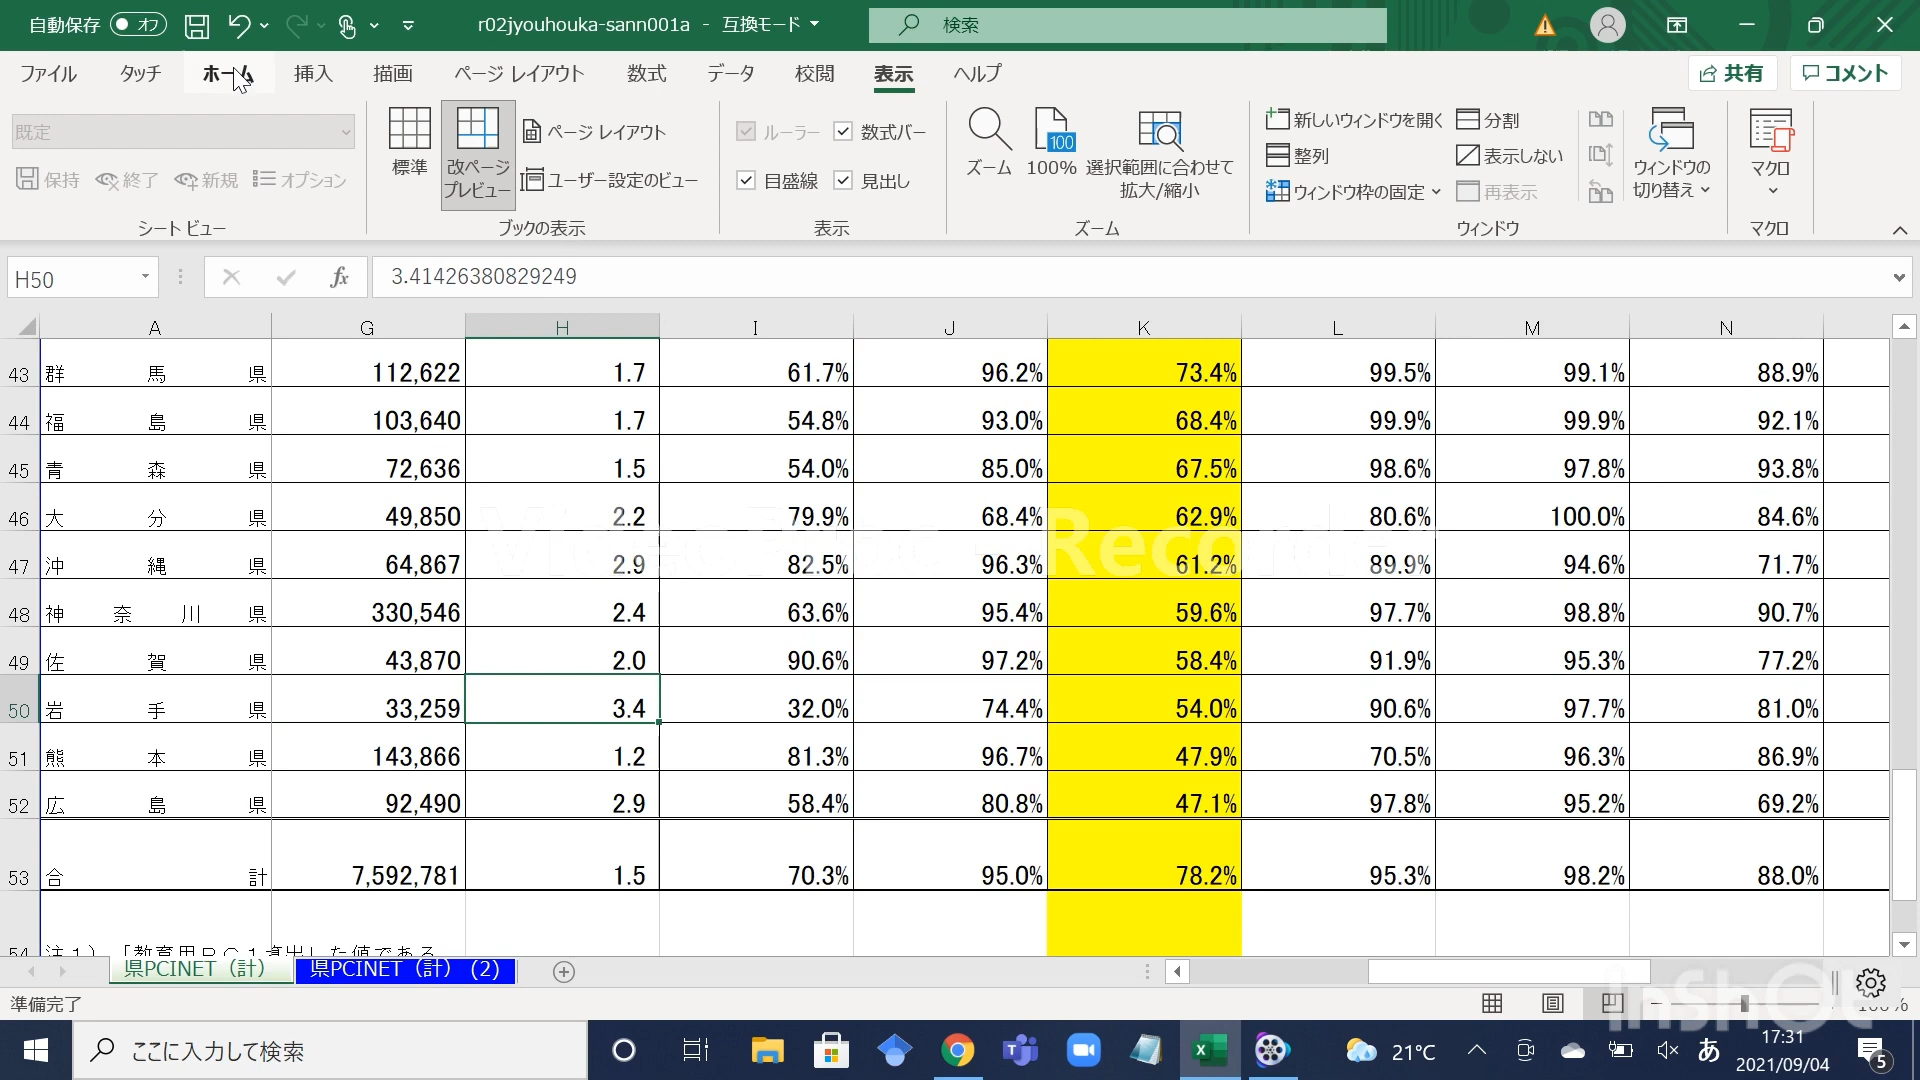 自動保存 オフ r02jyouhouka-sann001a - 互換モード 検索
ファイル タッチ ホーム 挿入 描画 ページ レイアウト 数式 データ 校閲 表示 ヘルプ 共有 コメント
既定
保持 終了 新規 オプション
シート ビュー
標準 改ページ プレビュー ページ レイアウト ユーザー設定のビュー
ブックの表示
ルーラー 数式バー
目盛線 見出し
表示
ズーム 100 100% 選択範囲に合わせて 拡大/縮小
ズーム
新しいウィンドウを開く 分割
整列 表示しない
ウィンドウ枠の固定 再表示
ウィンドウの 切り替え
ウィンドウ
マクロ
マクロ
H50 fx 3.41426380829249
A G H I J K L M N
43 群馬県 112,622 1.7 61.7% 96.2% 73.4% 99.5% 99.1% 88.9%
44 福島県 103,640 1.7 54.8% 93.0% 68.4% 99.9% 99.9% 92.1%
45 青森県 72,636 1.5 54.0% 85.0% 67.5% 98.6% 97.8% 93.8%
46 大分県 49,850 2.2 79.9% 68.4% 62.9% 80.6% 100.0% 84.6%
47 沖縄県 64,867 2.9 82.5% 96.3% 61.2% 89.9% 94.6% 71.7%
48 神奈川県 330,546 2.4 63.6% 95.4% 59.6% 97.7% 98.8% 90.7%
49 佐賀県 43,870 2.0 90.6% 97.2% 58.4% 91.9% 95.3% 77.2%
50 岩手県 33,259 3.4 32.0% 74.4% 54.0% 90.6% 97.7% 81.0%
51 熊本県 143,866 1.2 81.3% 96.7% 47.9% 70.5% 96.3% 86.9%
52 広島県 92,490 2.9 58.4% 80.8% 47.1% 97.8% 95.2% 69.2%
53 合計 7,592,781 1.5 70.3% 95.0% 78.2% 95.3% 98.2% 88.0%
54 注1）「教育用PC1
県PCINET（計） 県PCINET（計） (2)
準備完了
InShOt
ここに入力して検索 21°C あ 17:31
2021/09/04 5